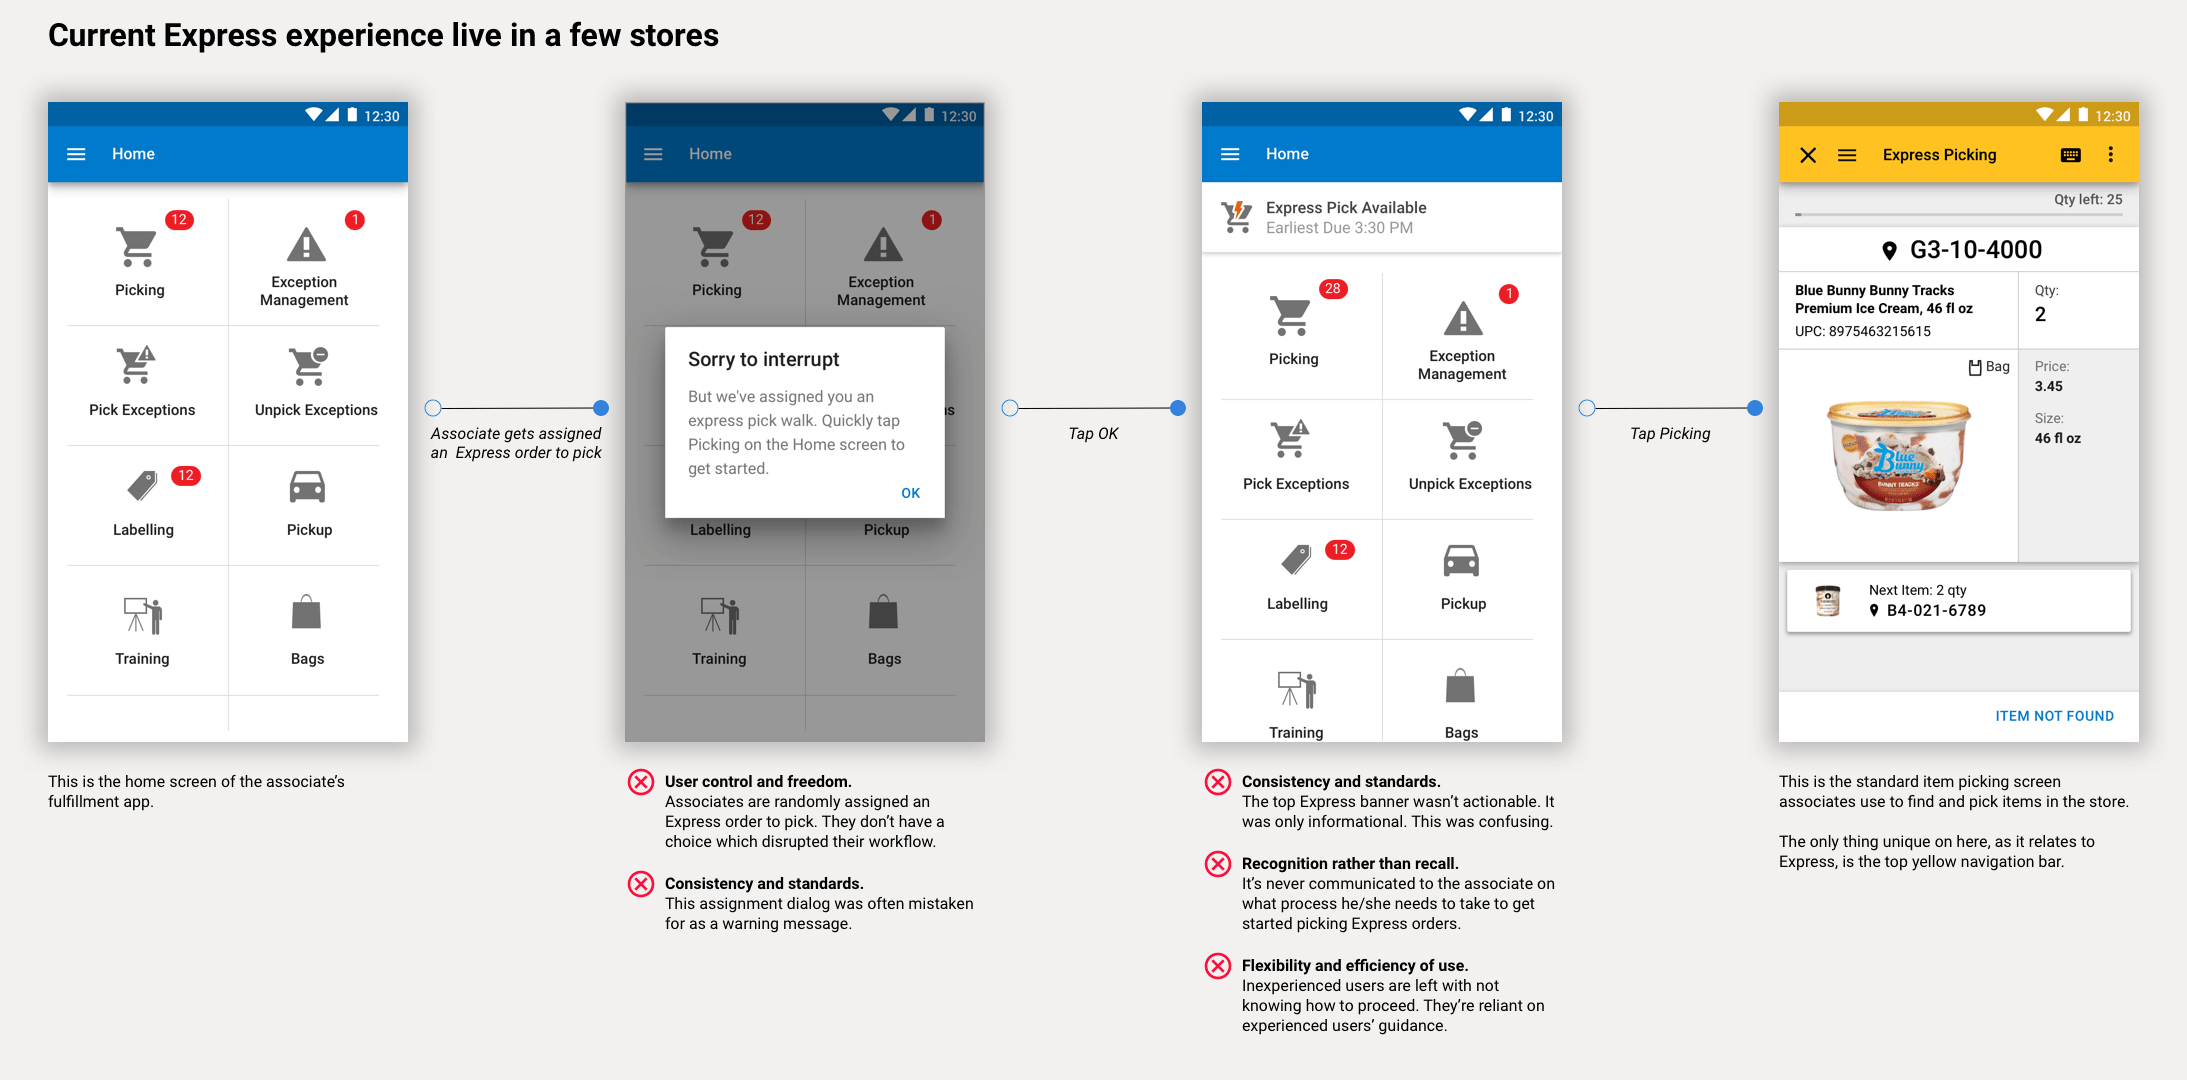 Current Express experience live in a few stores
12:30
Home
12
1
Picking
Exception
Management
Pick Exceptions
Unpick Exceptions
12
Labelling
Pickup
Training
Bags
This is the home screen of the associate's
fulfillment app.
Associate gets assigned
an Express order to pick
12:30
Home
12
1
Picking
Exception
Management
Sorry to interrupt
But we've assigned you an
express pick walk. Quickly tap
Picking on the Home screen to
get started.
OK
Labelling
Pickup
Training
Bags
User control and freedom.
Associates are randomly assigned an
Express order to pick. They don't have a
choice which disrupted their workflow.
Consistency and standards.
This assignment dialog was often mistaken
for as a warning message.
Tap OK
12:30
Home
Express Pick Available
Earliest Due 3:30 PM
28
1
Picking
Exception
Management
Pick Exceptions
Unpick Exceptions
12
Labelling
Pickup
Training
Bags
Consistency and standards.
The top Express banner wasn't actionable. It
was only informational. This was confusing.
Recognition rather than recall.
It's never communicated to the associate on
what process he/she needs to take to get
started picking Express orders.
Flexibility and efficiency of use.
Inexperienced users are left with not
knowing how to proceed. They're reliant on
experienced users' guidance.
Tap Picking
12:30
Express Picking
Qty left: 25
G3-10-4000
Blue Bunny Bunny Tracks
Premium Ice Cream, 46 fl oz
UPC: 8975463215615
Qty:
2
Bag
Price:
3.45
Size:
46 fl oz
Blue
Bunny
BUNNY TRACKS
Next Item: 2 qty
B4-021-6789
ITEM NOT FOUND
This is the standard item picking screen
associates use to find and pick items in the store.
The only thing unique on here, as it relates to
Express, is the top yellow navigation bar.